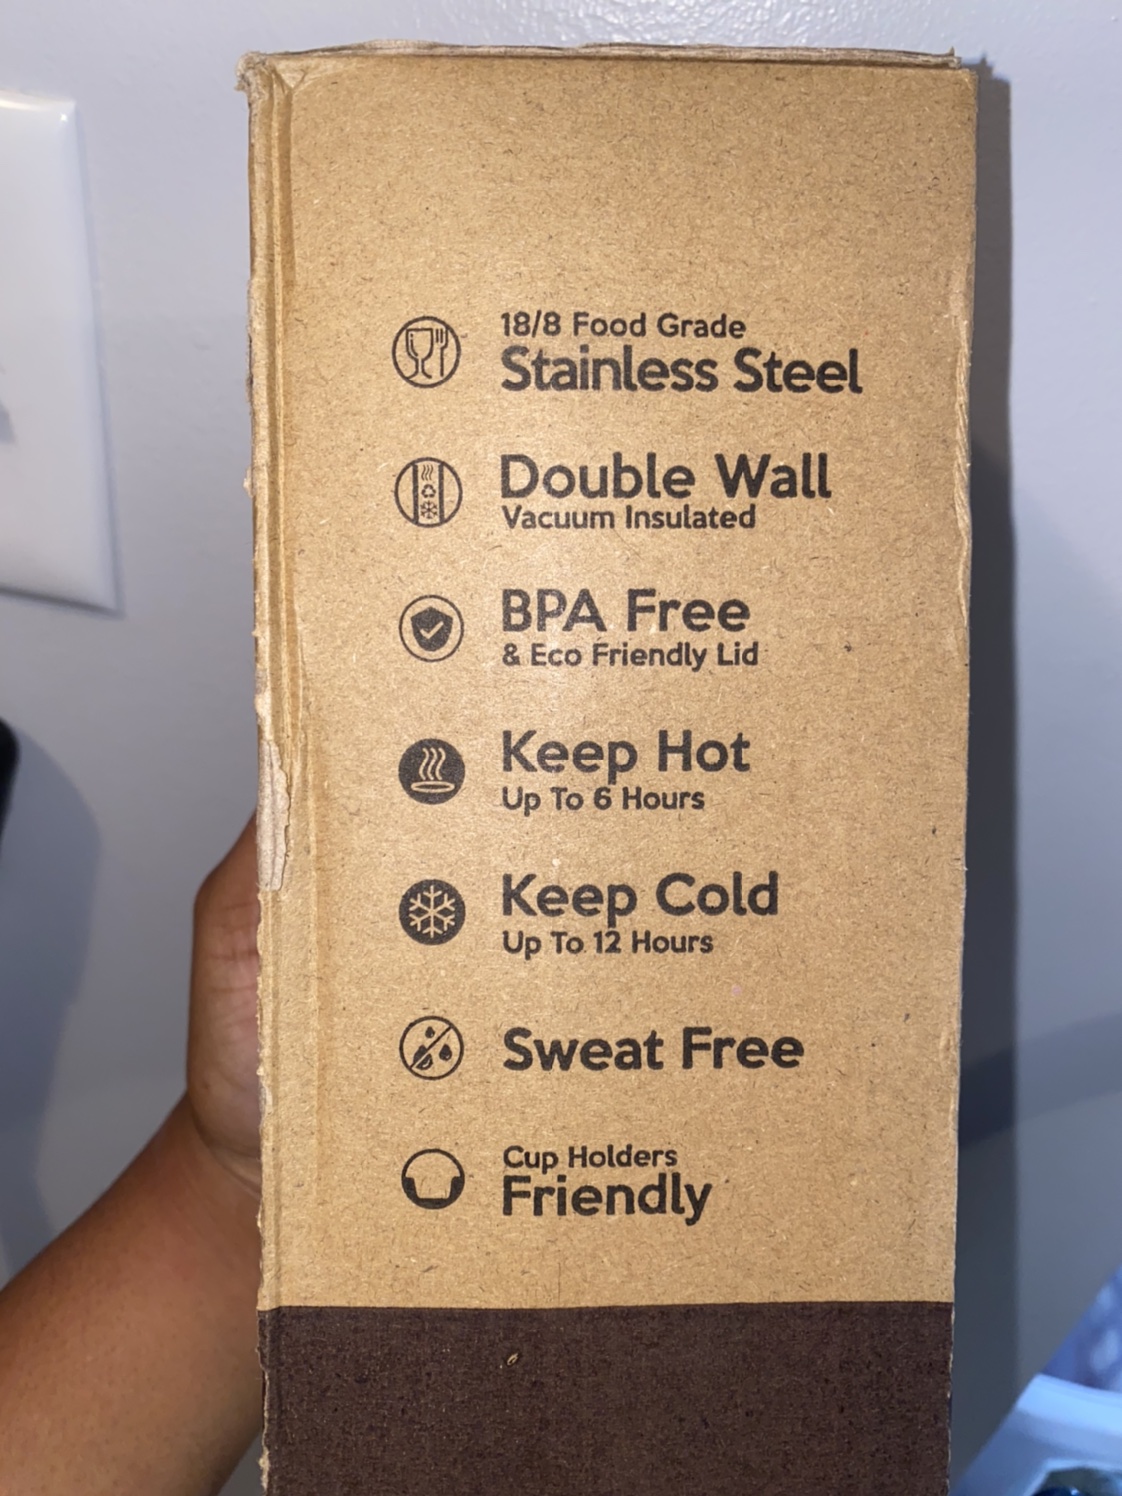 18/8 Food Grade
Stainless Steel
Double Wall
Vacuum Insulated
BPA Free
& Eco Friendly Lid
Keep Hot
Up To 6 Hours
Keep Cold
Up To 12 Hours
Sweat Free
Cup Holders
Friendly